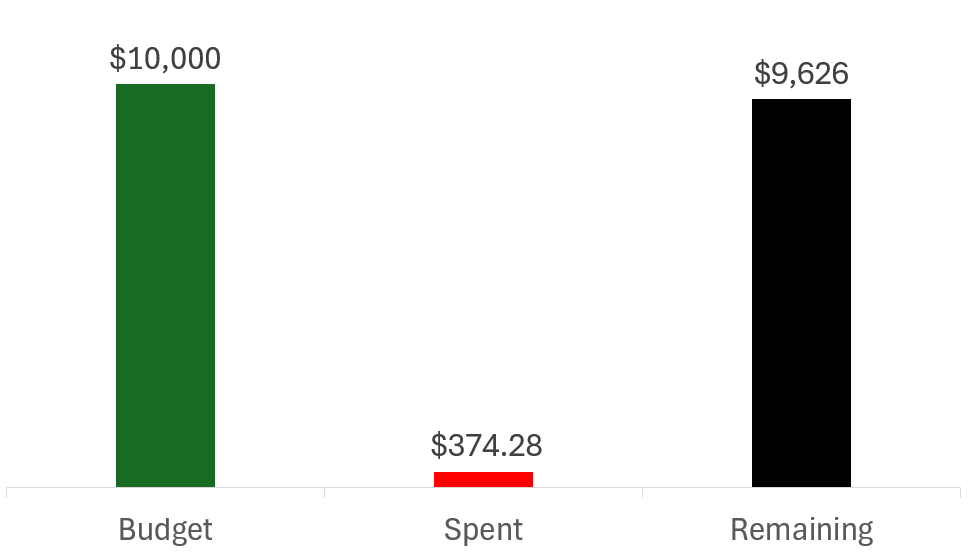 $10,000
$9,626
$374.28
Budget
Spent
Remaining